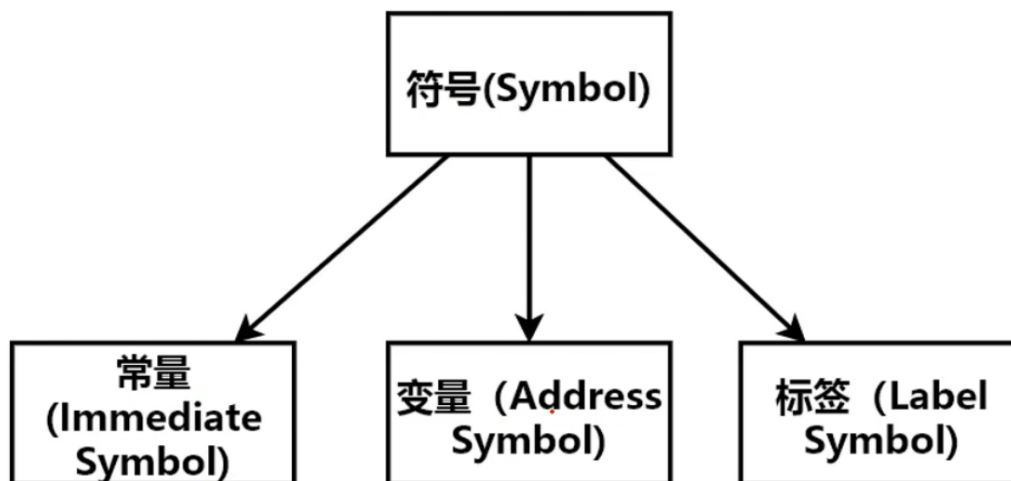 符号(Symbol)
常量
(Immediate
Symbol)
变量（Address
Symbol)
标签（Label
Symbol)